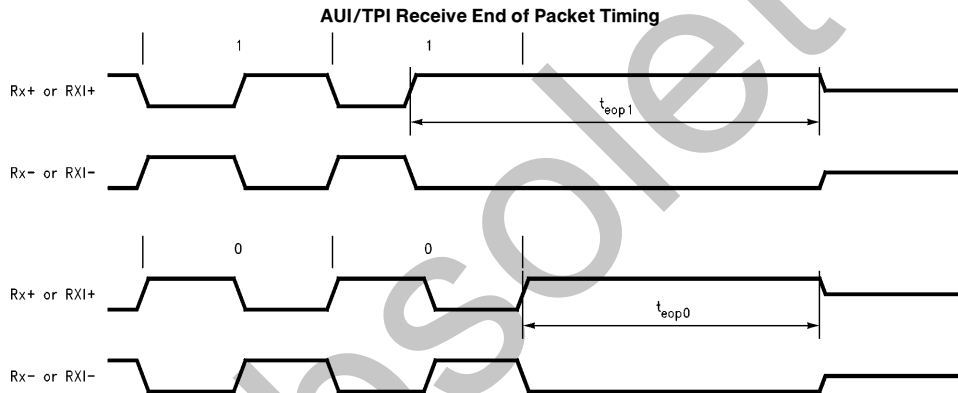 AUI/TPI Receive End of Packet Timing
1 1
Rx+ or RXI+
teop1
Rx- or RXI-
0 0
Rx+ or RXI+
teop0
Rx- or RXI-